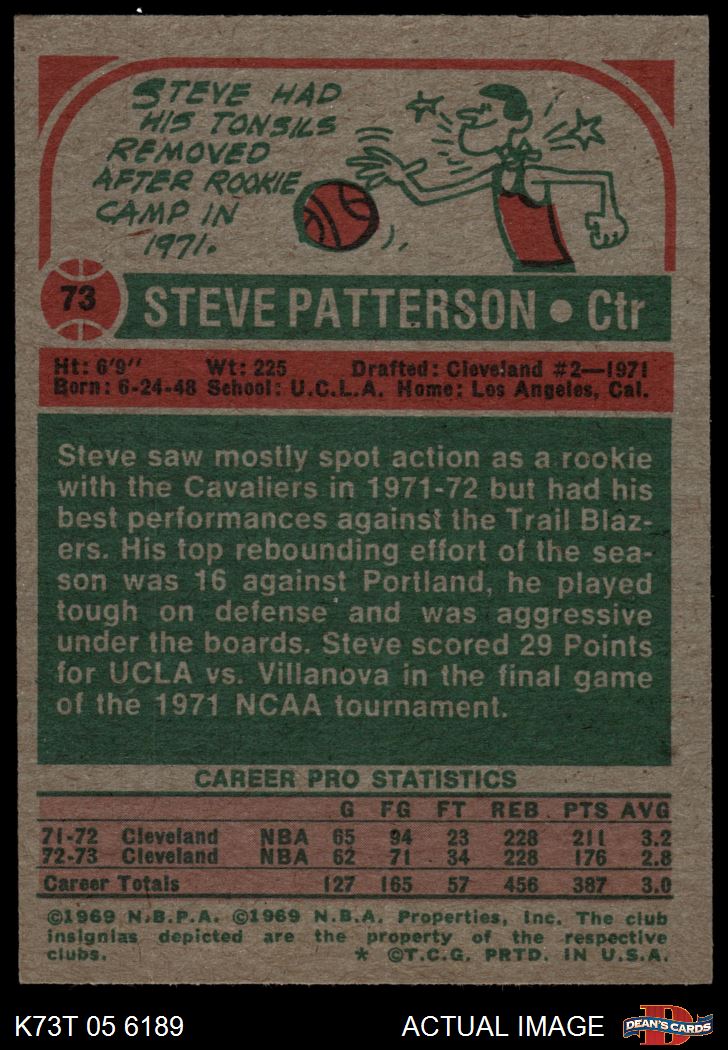 STEVE HAD
HIS TONSILS
REMOVED
AFTER ROOKIE
CAMP IN
1971.
73 STEVE PATTERSON • Ctr
Ht: 6'9" Wt: 225 Drafted: Cleveland #2—1971
Born: 6-24-48 School: U.C.L.A. Home: Los Angeles, Cal.
Steve saw mostly spot action as a rookie
with the Cavaliers in 1971-72 but had his
best performances against the Trail Blaz-
ers. His top rebounding effort of the sea-
son was 16 against Portland, he played
tough on defense and was aggressive
under the boards. Steve scored 29 Points
for UCLA vs. Villanova in the final game
of the 1971 NCAA tournament.
CAREER PRO STATISTICS
G FG FT REB. PTS AVG
71-72 Cleveland NBA 65 94 23 228 211 3.2
72-73 Cleveland NBA 62 71 34 228 176 2.8
Career Totals 127 165 57 456 387 3.0
©1969 N.B.P.A. ©1969 N.B.A. Properties, Inc. The club
insignias depicted are the property of the respective
clubs. * ©T.C.G. PRTD. IN U.S.A.
K73T 05 6189 ACTUAL IMAGE D DEAN'S CARDS